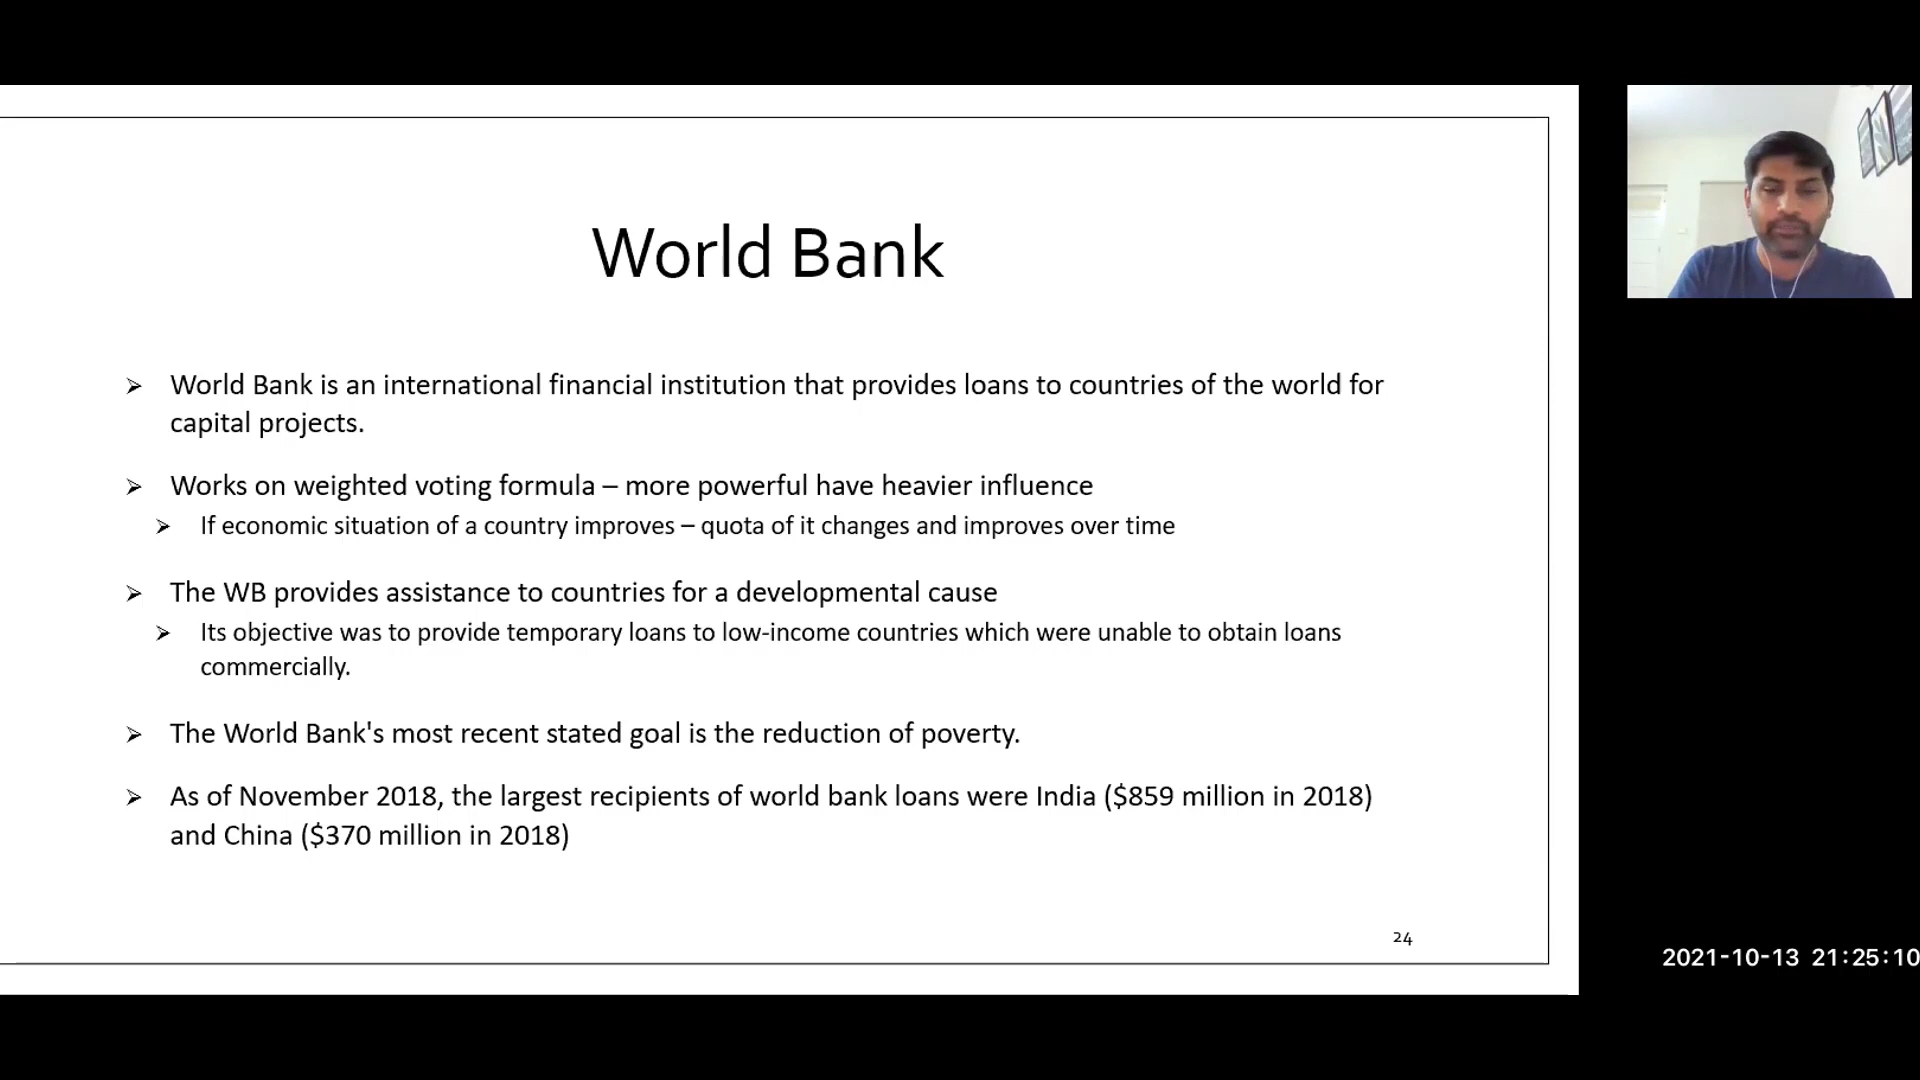 World Bank
➢ World Bank is an international financial institution that provides loans to countries of the world for
capital projects.
➢ Works on weighted voting formula – more powerful have heavier influence
➢ If economic situation of a country improves – quota of it changes and improves over time
➢ The WB provides assistance to countries for a developmental cause
➢ Its objective was to provide temporary loans to low-income countries which were unable to obtain loans
commercially.
➢ The World Bank's most recent stated goal is the reduction of poverty.
➢ As of November 2018, the largest recipients of world bank loans were India ($859 million in 2018)
and China ($370 million in 2018)
24
2021-10-13 21:25:10